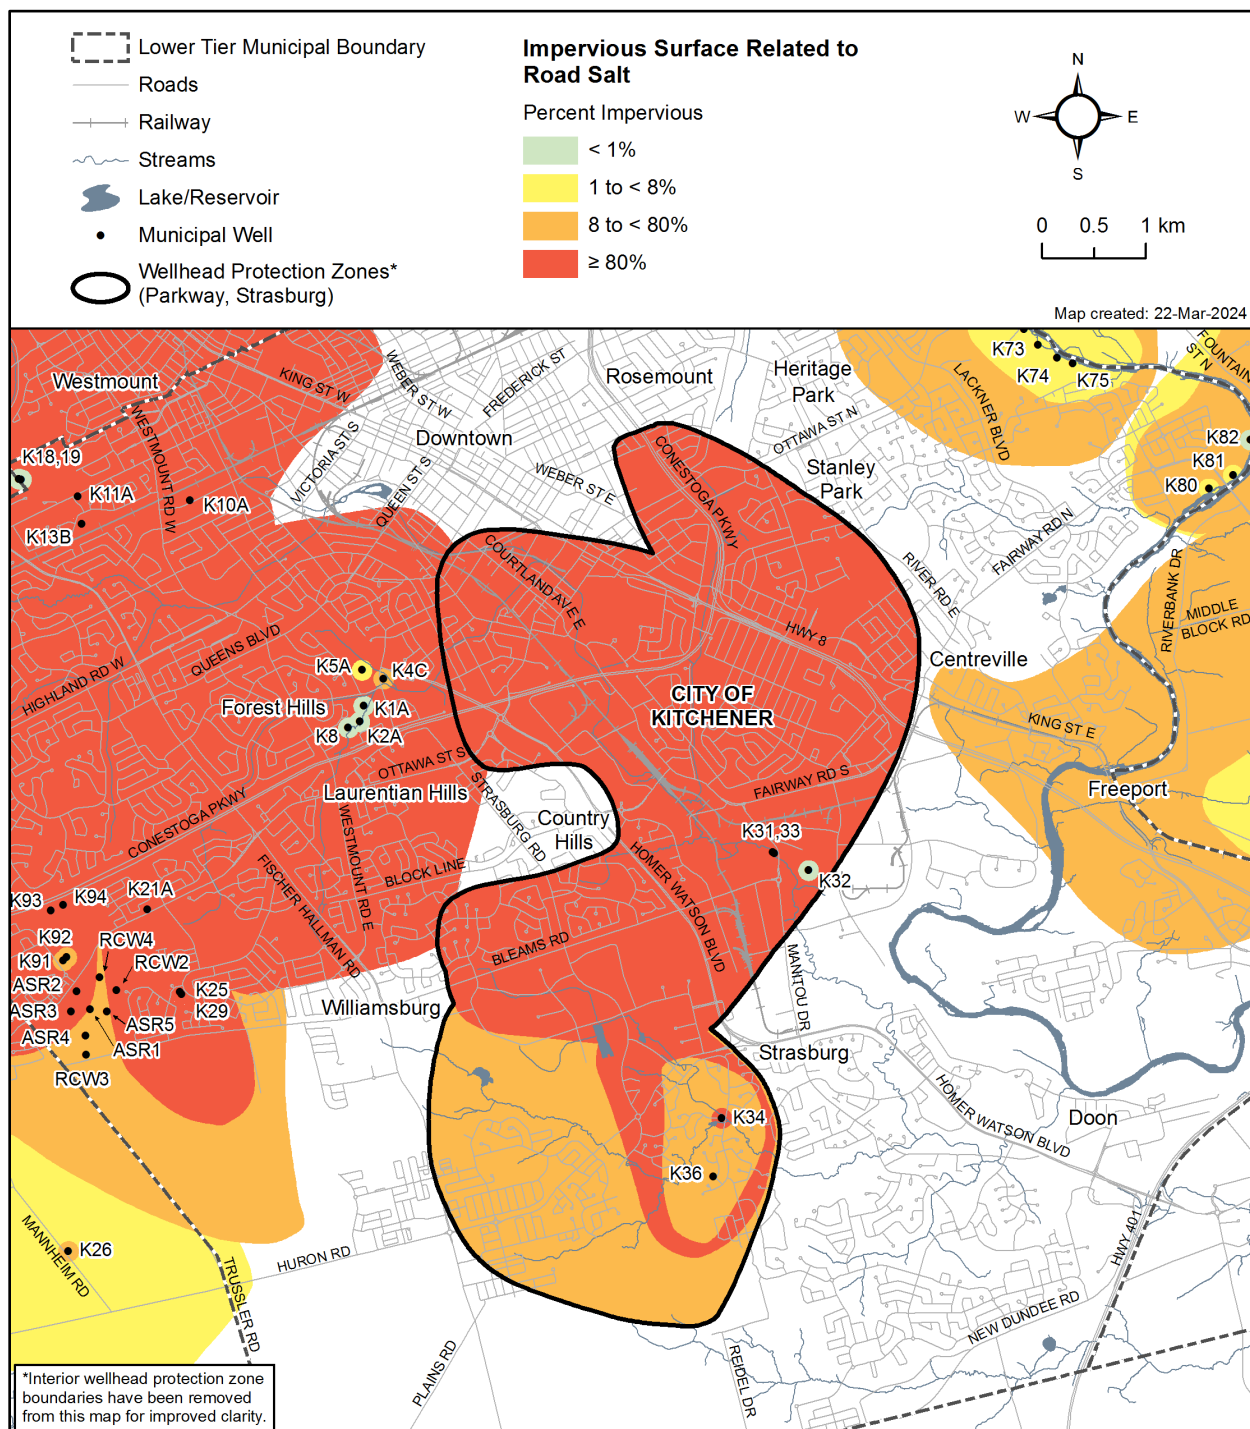 Lower Tier Municipal Boundary
Roads
Railway
Streams
Lake/Reservoir
Municipal Well
Wellhead Protection Zones*
(Parkway, Strasburg)
Impervious Surface Related to
Road Salt
Percent Impervious
< 1%
1 to < 8%
8 to < 80%
≥ 80%
N
W
E
S
0 0.5 1 km
Map created: 22-Mar-2024
Westmount
KING ST W
WEBER ST W
FREDERICK ST
Rosemount
Heritage
Park
LACKNER BLVD
K73
K74
K75
FOUNTAIN
ST N
WESTMOUNT RD W
VICTORIA ST S
Downtown
QUEEN ST S
WEBER ST E
CONESTOGA PKWY
OTTAWA ST N
Stanley
Park
K82
K81
K80
K18,19
K11A
K10A
K13B
COURTLAND AVE E
RIVER RD E
FAIRWAY RD N
RIVERBANK DR
MIDDLE
BLOCK RD
HWY 8
HIGHLAND RD W
QUEENS BLVD
K5A
K4C
Forest Hills
K1A
K8
K2A
CITY OF
KITCHENER
Centreville
KING ST E
Freeport
OTTAWA ST S
Laurentian Hills
STRASBURG RD
Country
Hills
FAIRWAY RD S
K31,33
K32
CONESTOGA PKWY
WESTMOUNT RD E
BLOCK LINE
FISCHER HALLMAN RD
HOMER WATSON BLVD
BLEAMS RD
MANITOU DR
K93
K94
K21A
K92
K91
RCW4
RCW2
ASR2
K25
ASR3
K29
ASR5
ASR4
ASR1
RCW3
Williamsburg
Strasburg
HOMER WATSON BLVD
Doon
K34
K36
K26
MANNHEIM RD
TRUSSLER RD
HURON RD
PLAINS RD
REIDEL DR
NEW DUNDEE RD
HWY 401
*Interior wellhead protection zone
boundaries have been removed
from this map for improved clarity.